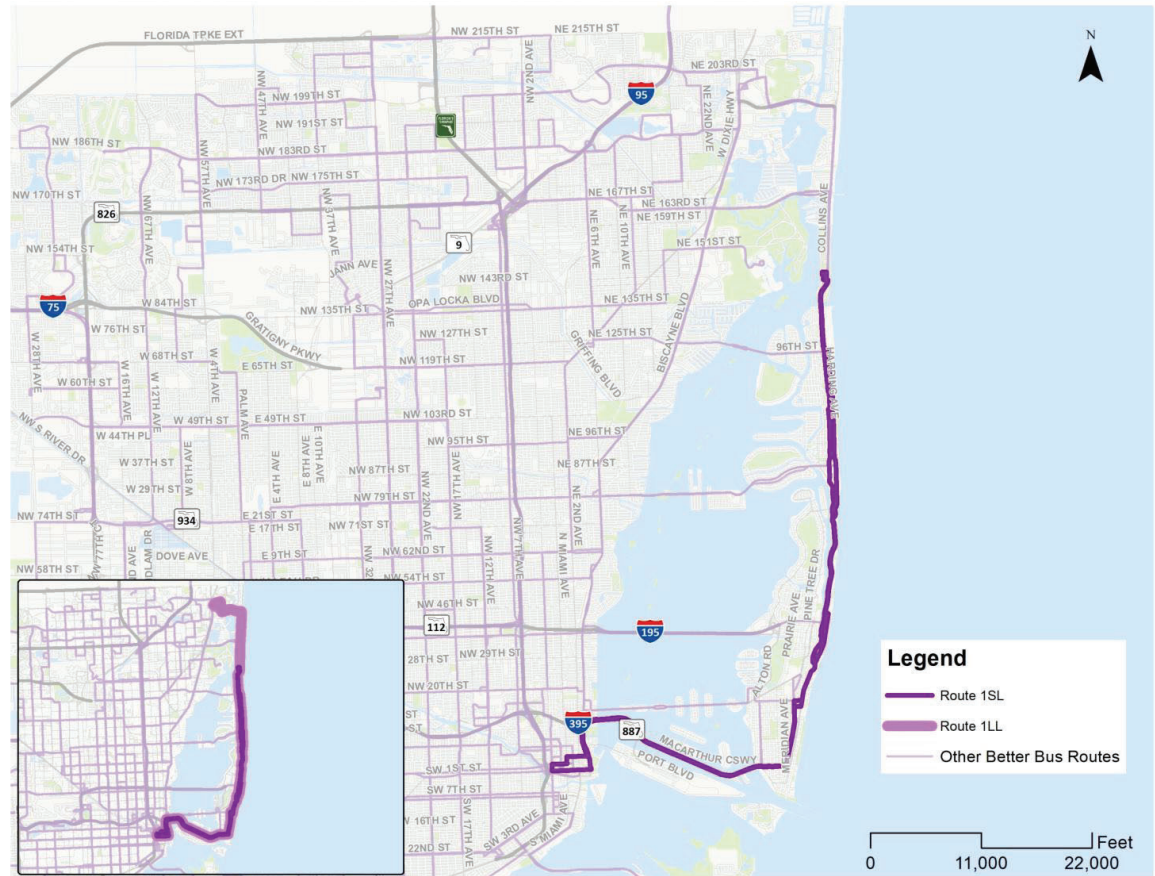 N
FLORIDA TPKE EXT
NW 215TH ST
NE 215TH ST
NW 2ND AVE
NE 203RD ST
95
NW 47TH AVE
NW 199TH ST
NE 22ND AVE
W DIXIE HWY
NW 191ST ST
NW 186TH ST
NW 183RD ST
NW 57TH AVE
NW 173RD DR
NW 175TH ST
NW 170TH ST
NW 67TH AVE
NE 167TH ST
826
NW 37TH AVE
NE 163RD ST
COLLINS AVE
NE 6TH AVE
NE 10TH AVE
NE 159TH ST
NW 154TH ST
9
NE 151ST ST
JANN AVE
NW 27TH AVE
NW 143RD ST
75
W 84TH ST
OPA LOCKA BLVD
NE 135TH ST
NW 135TH ST
GRATIGNY PKWY
BISCAYNE BLVD
W 76TH ST
NW 127TH ST
NE 125TH ST
GRIFFING BLVD
W 28TH AVE
W 68TH ST
W 4TH AVE
96TH ST
NW 119TH ST
E 65TH ST
HARDING AVE
W 60TH ST
W 16TH AVE
W 12TH AVE
PALM AVE
NW S RIVER DR
W 49TH ST
E 49TH ST
NW 103RD ST
W 44TH PL
E 10TH AVE
NW 95TH ST
NE 96TH ST
E 8TH AVE
W 37TH ST
W 8TH AVE
E 4TH AVE
NW 87TH ST
NE 87TH ST
NW 22ND AVE
NW 17TH AVE
W 29TH ST
NW 79TH ST
NE 2ND AVE
NW 74TH ST
934
E 21ST ST
E 17TH ST
NW 71ST ST
NW 7TH AVE
N MIAMI AVE
DOVE AVE
E 9TH ST
NW 62ND ST
NW 12TH AVE
PINE TREE DR
NW 58TH ST
NW 54TH ST
PRAIRIE AVE
NW 46TH ST
112
195
28TH ST
NW 29TH ST
ALTON RD
NW 20TH ST
395
887
MERIDIAN AVE
MACARTHUR CSWY
PORT BLVD
SW 1ST ST
SW 7TH ST
S MIAMI AVE
SW 3RD AVE
SW 17TH AVE
16TH ST
22ND ST
Legend
Route 1SL
Route 1LL
Other Better Bus Routes
Feet
0 11,000 22,000